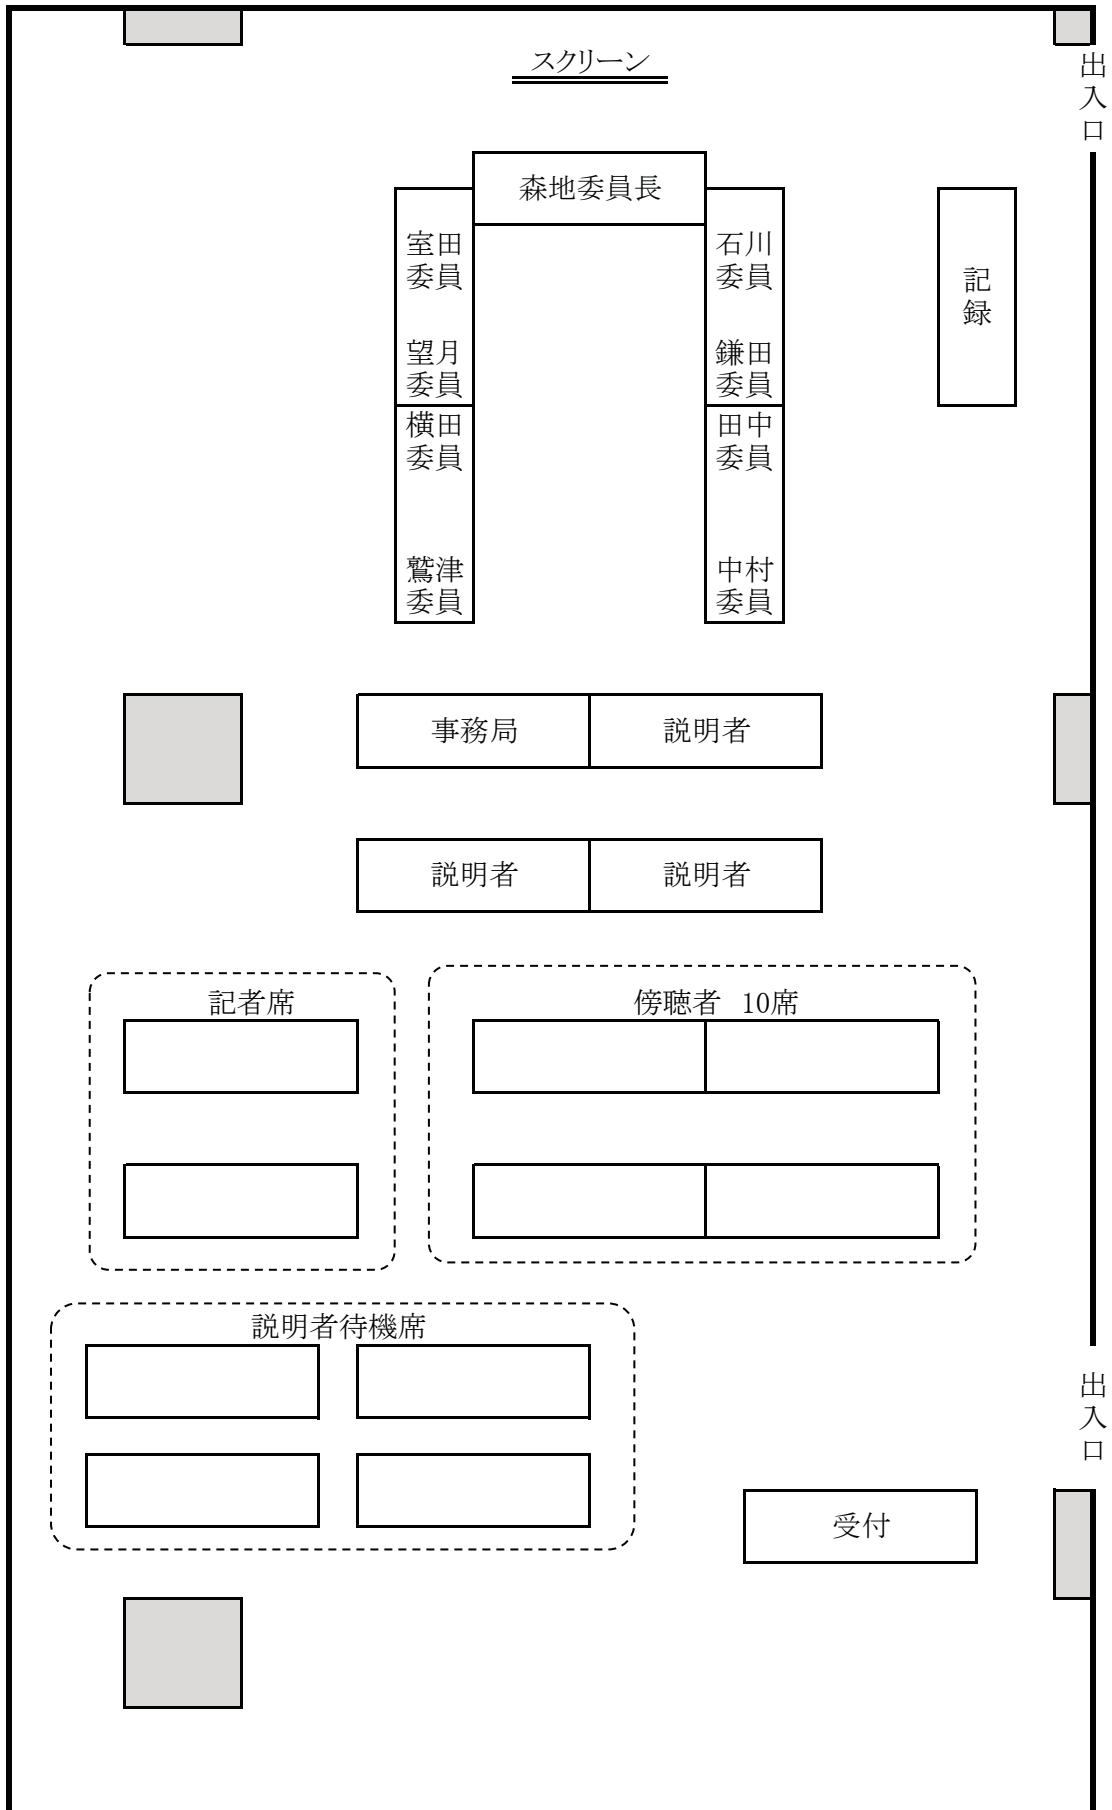 スクリーン
出入口
森地委員長
室田
委員
石川
委員
記録
望月
委員
鎌田
委員
横田
委員
田中
委員
鷲津
委員
中村
委員
事務局
説明者
説明者
説明者
記者席
傍聴者 10席
説明者待機席
出入口
受付